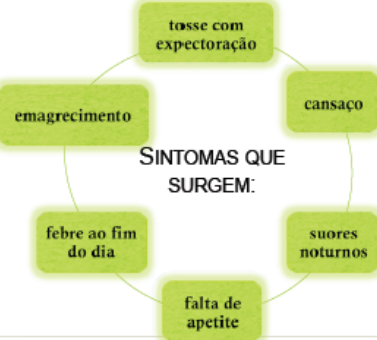 tosse com
expectoração
cansaço
suores
noturnos
falta de
apetite
febre ao fim
do dia
emagrecimento
SINTOMAS QUE
SURGEM: